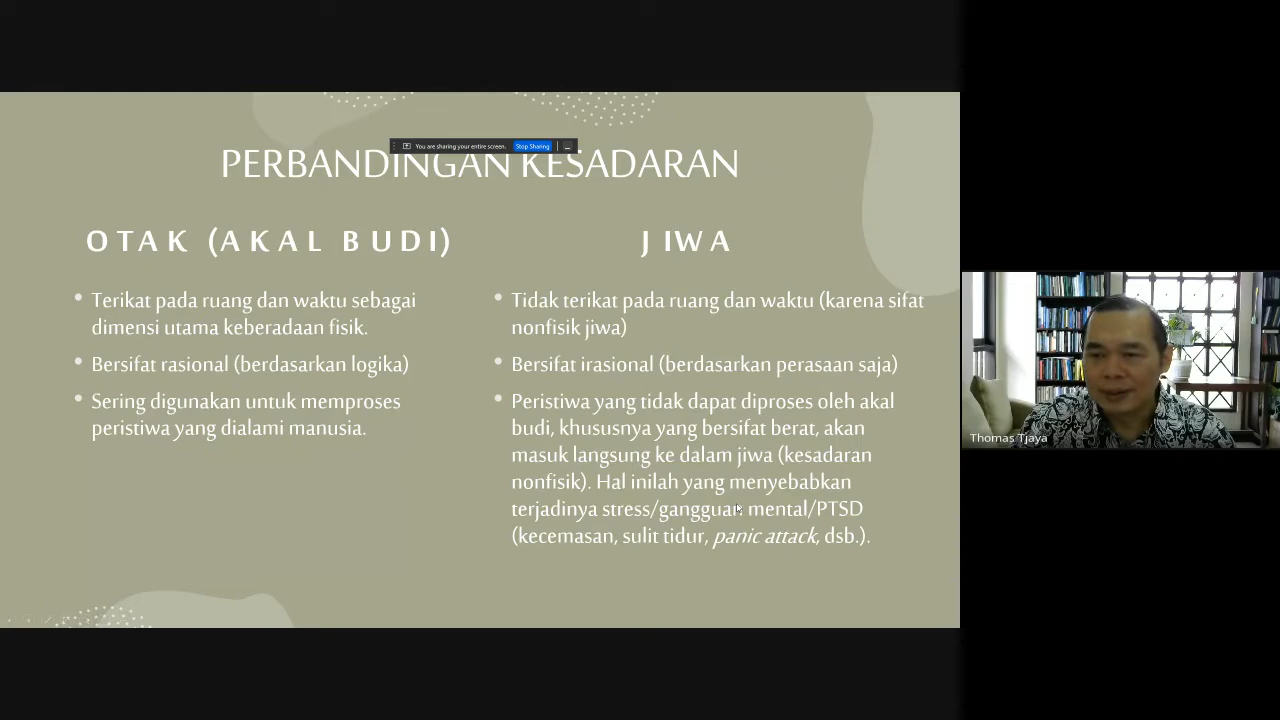 You are sharing your entire screen. Stop Sharing
PERBANDINGAN KESADARAN
OTAK (AKAL BUDI)
• Terikat pada ruang dan waktu sebagai
dimensi utama keberadaan fisik.
• Bersifat rasional (berdasarkan logika)
• Sering digunakan untuk memproses
peristiwa yang dialami manusia.
JIWA
• Tidak terikat pada ruang dan waktu (karena sifat
nonfisik jiwa)
• Bersifat irasional (berdasarkan perasaan saja)
• Peristiwa yang tidak dapat diproses oleh akal
budi, khususnya yang bersifat berat, akan
masuk langsung ke dalam jiwa (kesadaran
nonfisik). Hal inilah yang menyebabkan
terjadinya stress/gangguan mental/PTSD
(kecemasan, sulit tidur, panic attack, dsb.).
Thomas Tjaya